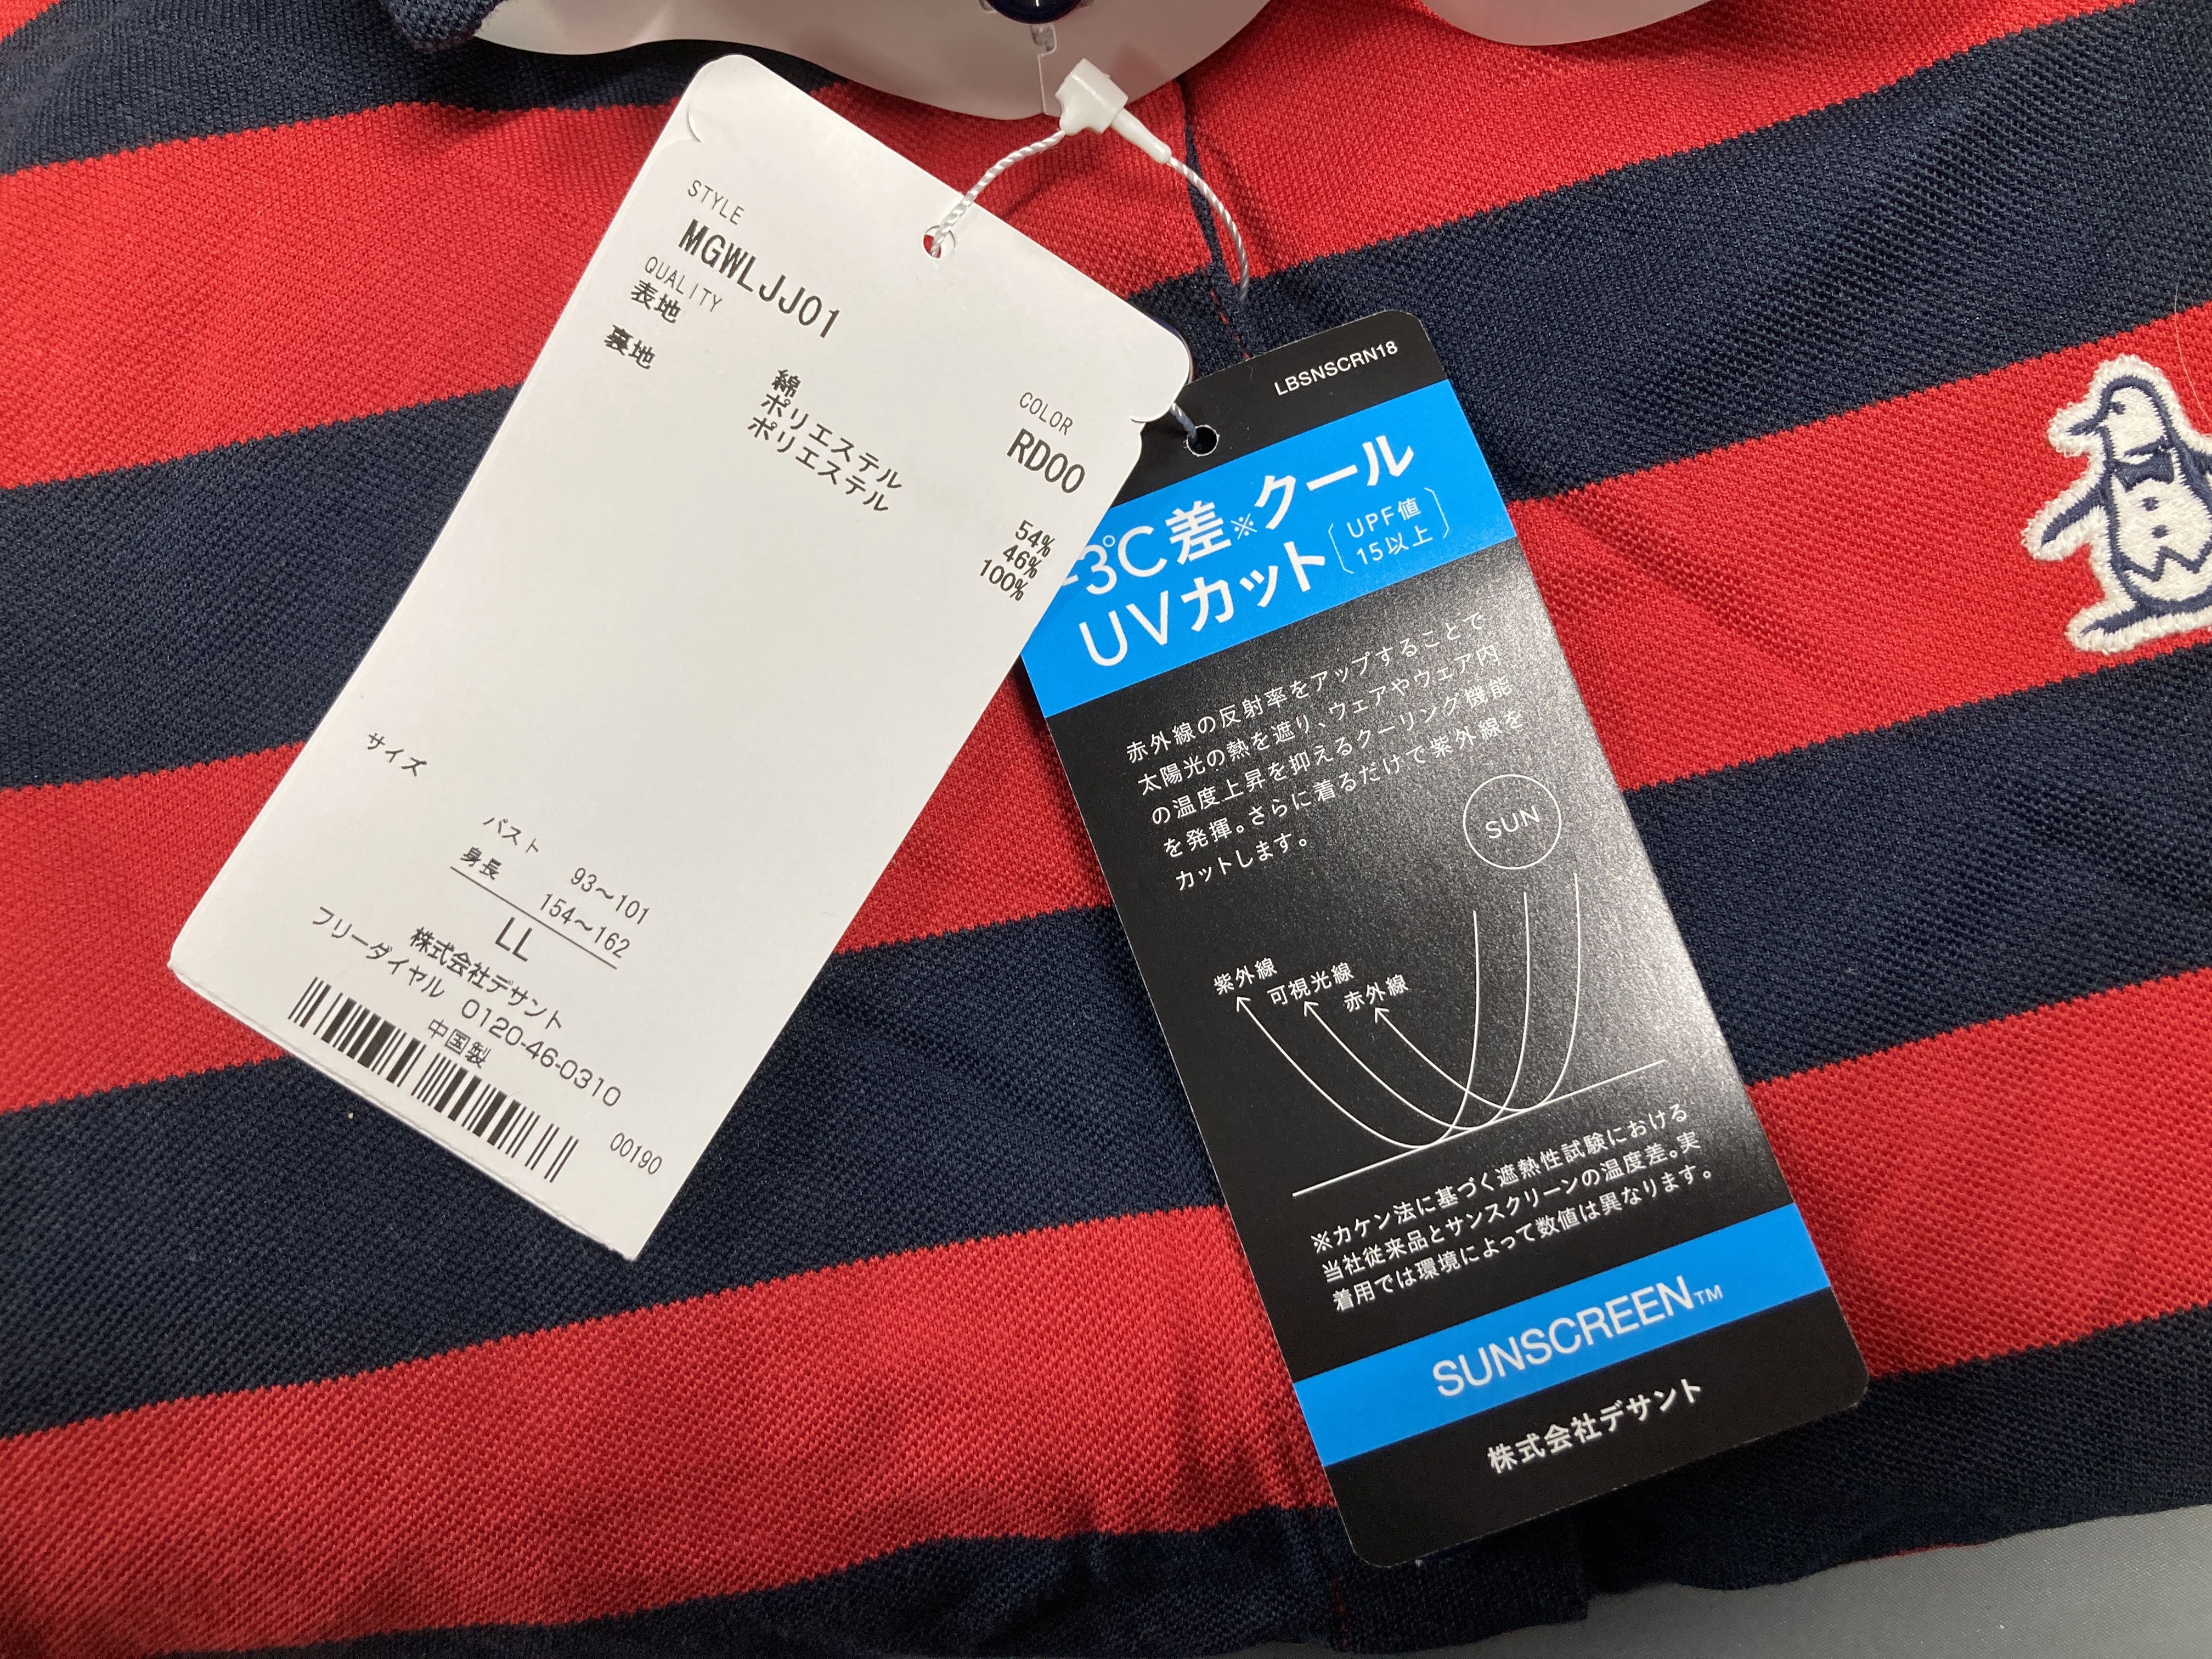 STYLE
MGWLJJ01
QUALITY
表地
裏地
綿
ポリエステル
ポリエステル
COLOR
RD00
54%
46%
100%
サイズ
バスト 93～101
身長 154～162
LL
株式会社デサント
フリーダイヤル 0120-46-0310
中国製
00190
LBSNSCRN18
-3℃差※クール
UVカット〔UPF値
15以上〕
赤外線の反射率をアップすることで
太陽光の熱を遮り、ウェアやウェア内
の温度上昇を抑えるクーリング機能
を発揮。さらに着るだけで紫外線を
カットします。
SUN
紫外線
可視光線
赤外線
※カケン法に基づく遮熱性試験における
当社従来品とサンスクリーンの温度差。実
着用では環境によって数値は異なります。
SUNSCREEN™
株式会社デサント